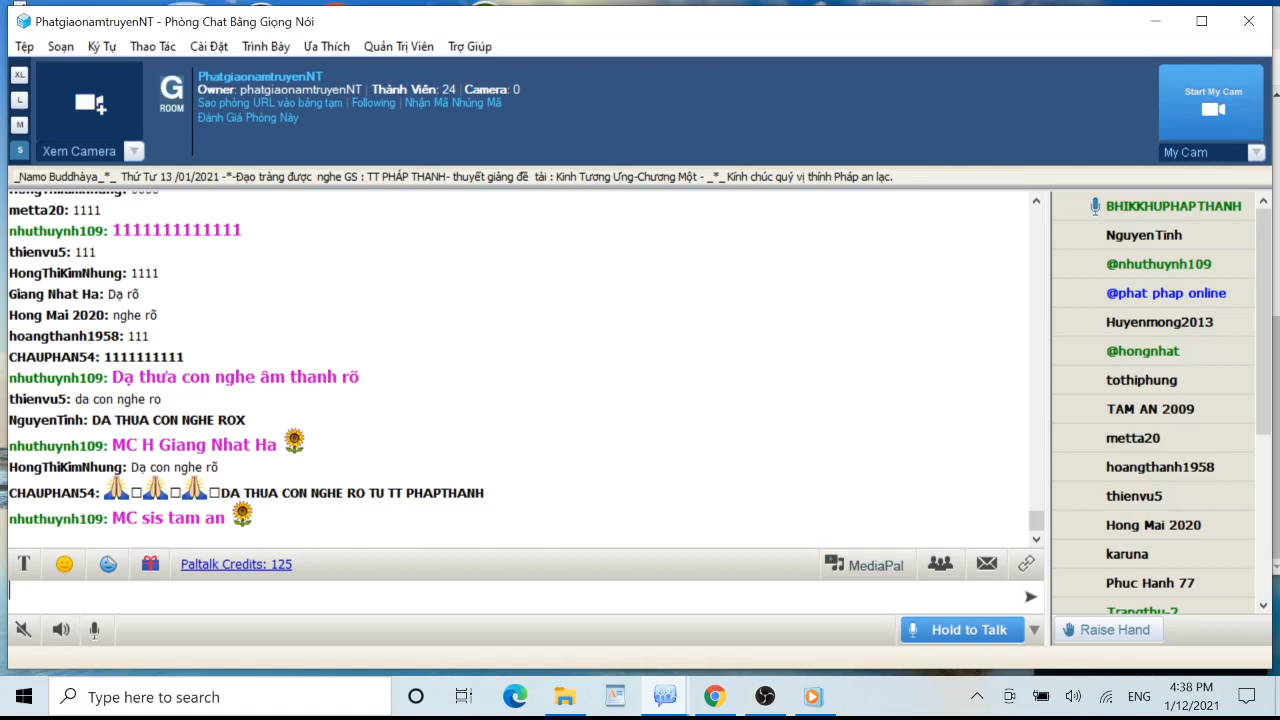 PhatgiaonamtruyenNT - Phòng Chat Bằng Giọng Nói
Tệp Soạn Ký Tự Thao Tác Cài Đặt Trình Bày Ưa Thích Quản Trị Viên Trợ Giúp
XL
L
M
S
Xem Camera
G
ROOM
PhatgiaonamtruyenNT
Owner: phatgiaonamtruyenNT | Thành Viên: 24 | Camera: 0
Sao phòng URL vào bảng tạm | Following | Nhận Mã Nhúng Mã
Đánh Giá Phòng Này
Start My Cam
My Cam
_Namo Buddhàya_*_ Thứ Tư 13 /01/2021 -*-Đạo tràng được nghe GS : TT PHÁP THANH- thuyết giảng đề tài : Kinh Tương Ưng-Chương Một - _*_Kính chúc quý vị thính Pháp an lạc.
metta20: 1111
nhuthuynh109: 1111111111111
thienvu5: 111
HongThiKimNhung: 1111
Giang Nhat Ha: Dạ rõ
Hong Mai 2020: nghe rõ
hoangthanh1958: 111
CHAUPHAN54: 1111111111
nhuthuynh109: Dạ thưa con nghe âm thanh rõ
thienvu5: da con nghe ro
NguyenTinh: DA THUA CON NGHE ROX
nhuthuynh109: MC H Giang Nhat Ha 🌻
HongThiKimNhung: Dạ con nghe rõ
CHAUPHAN54: 🙏□🙏□🙏□DA THUA CON NGHE RO TU TT PHAPTHANH
nhuthuynh109: MC sis tam an 🌻
BHIKKHUPHAPTHANH
NguyenTinh
@nhuthuynh109
@phat phap online
Huyenmong2013
@hongnhat
tothiphung
TAM AN 2009
metta20
hoangthanh1958
thienvu5
Hong Mai 2020
karuna
Phuc Hanh 77
Trangthu-2
T
Paltalk Credits: 125
MediaPal
Hold to Talk
Raise Hand
Type here to search
ENG
4:38 PM
1/12/2021